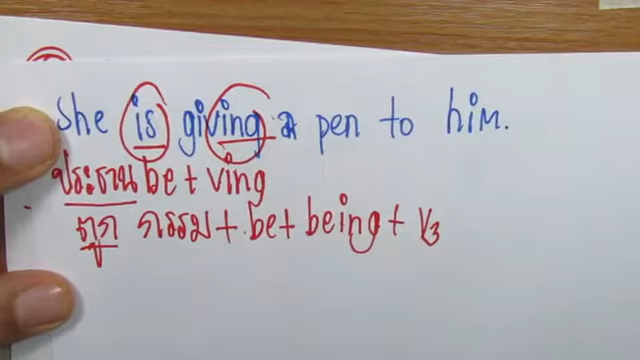 She is giving a pen to him.
ประธาน be + ving
ถูก กรรม + be + being + V3